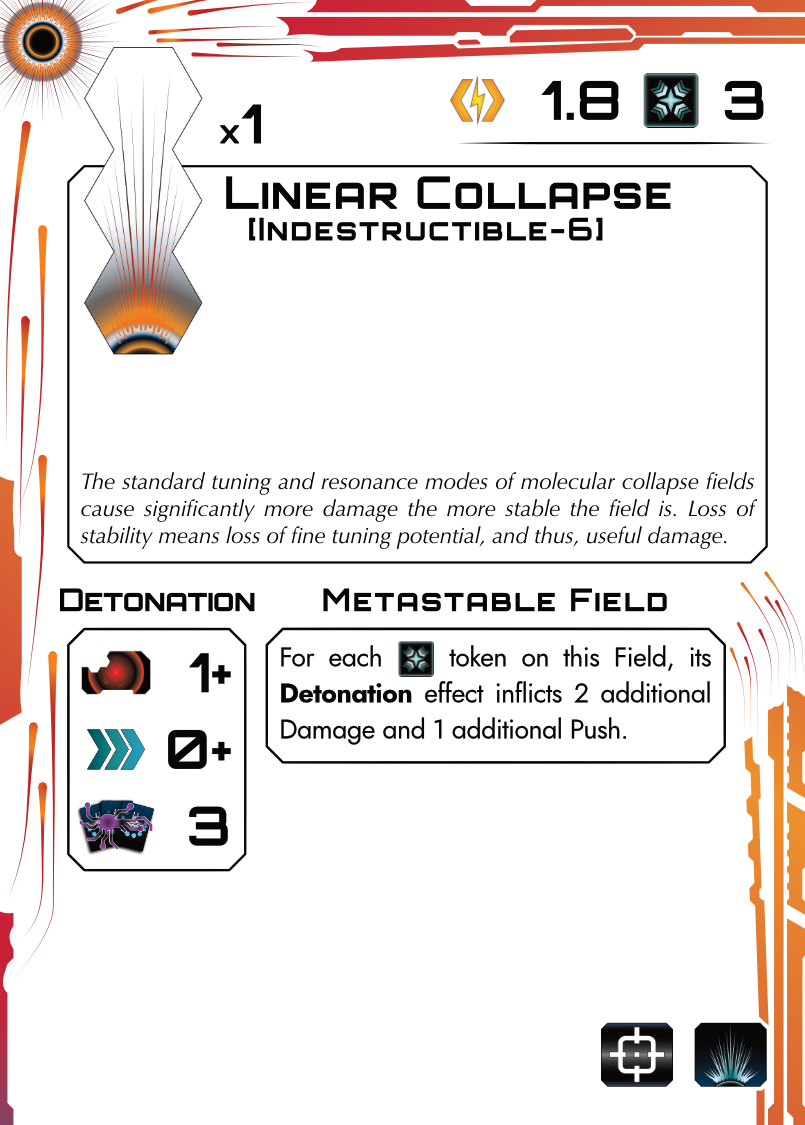 x1
1.8
3
LINEAR COLLAPSE
[INDESTRUCTIBLE-6]
The standard tuning and resonance modes of molecular collapse fields
cause significantly more damage the more stable the field is. Loss of
stability means loss of fine tuning potential, and thus, useful damage.
DETONATION
1+
0+
3
METASTABLE FIELD
For each token on this Field, its
Detonation effect inflicts 2 additional
Damage and 1 additional Push.